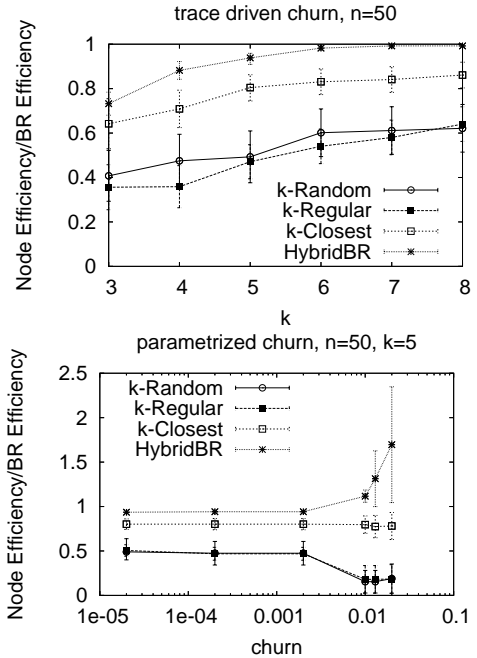 trace driven churn, n=50
Node Efficiency/BR Efficiency
1
0.8
0.6
0.4
0.2
0
k-Random
k-Regular
k-Closest
HybridBR
3 4 5 6 7 8
k
parametrized churn, n=50, k=5
Node Efficiency/BR Efficiency
2.5
2
1.5
1
0.5
0
k-Random
k-Regular
k-Closest
HybridBR
1e-05 0.001 0.01 0.1
churn